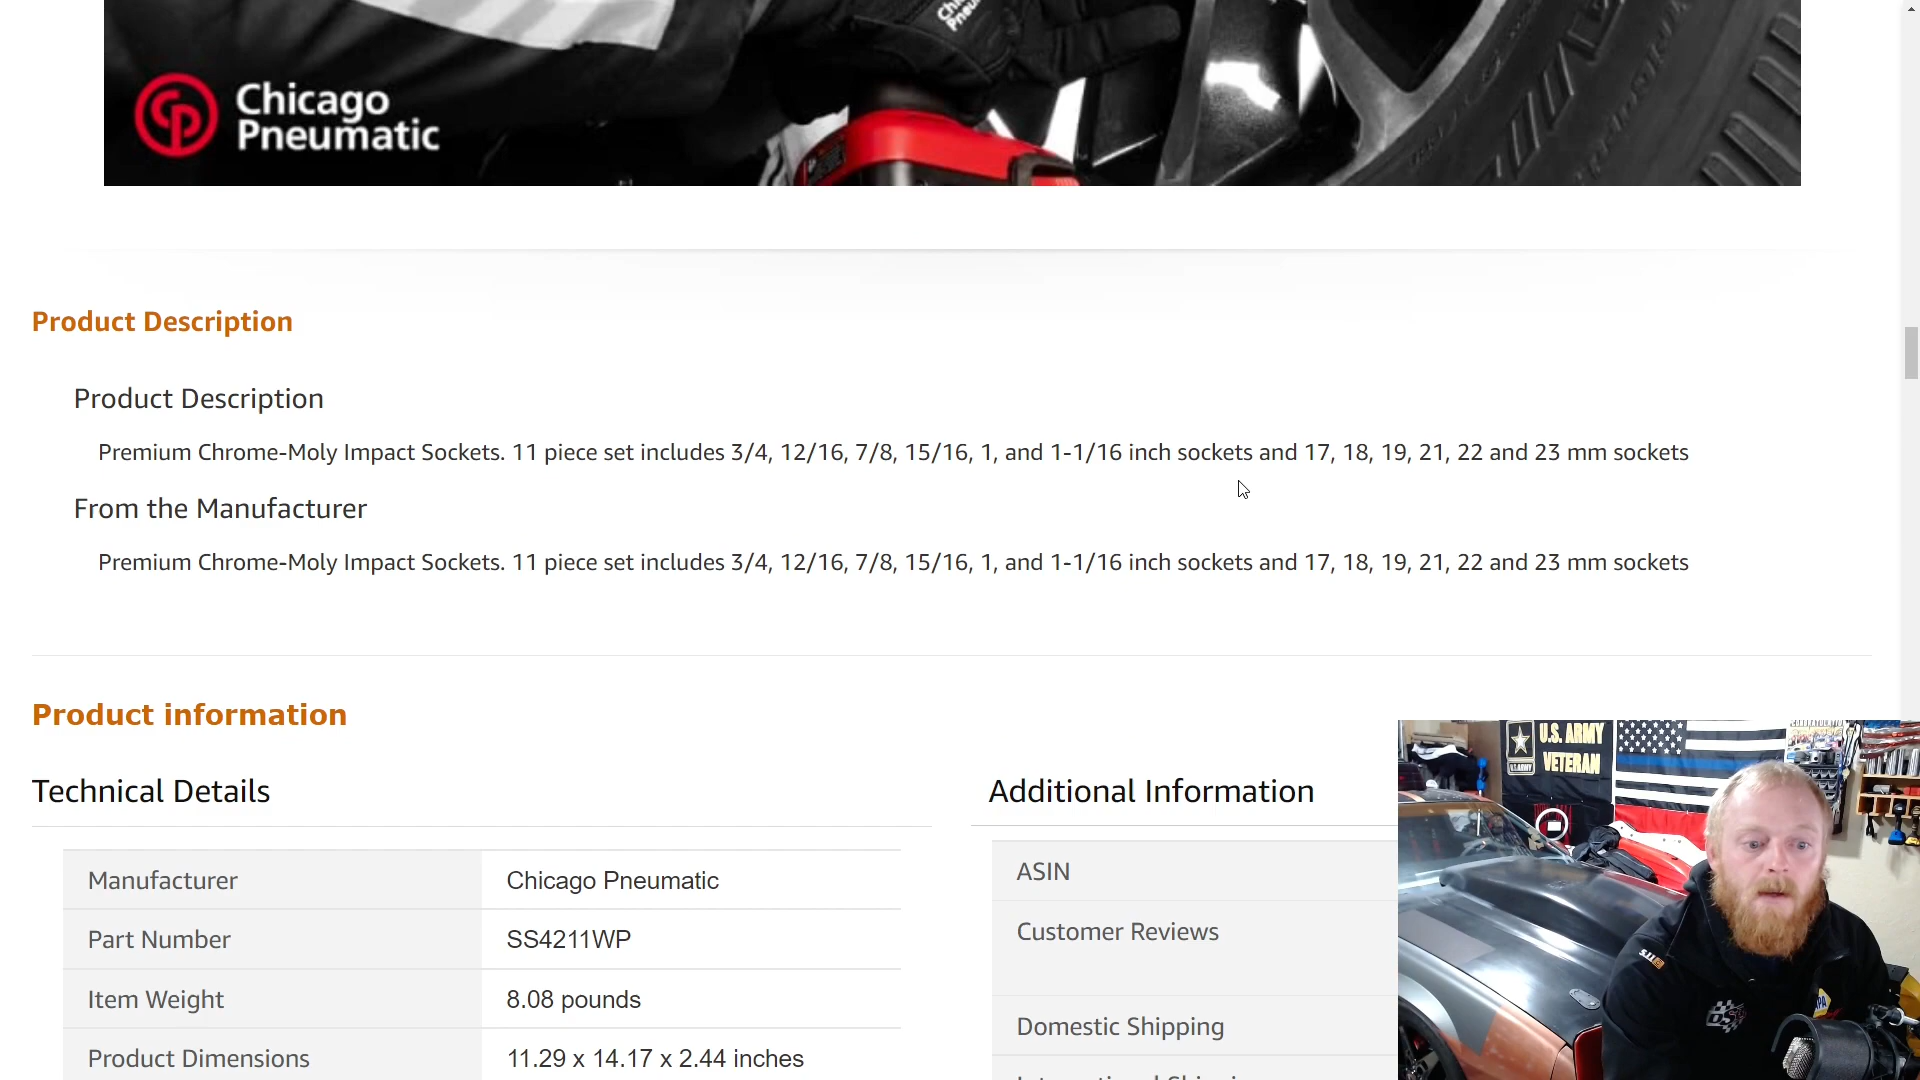 Chicago
Pneumatic
Product Description
Product Description
Premium Chrome-Moly Impact Sockets. 11 piece set includes 3/4, 12/16, 7/8, 15/16, 1, and 1-1/16 inch sockets and 17, 18, 19, 21, 22 and 23 mm sockets
From the Manufacturer
Premium Chrome-Moly Impact Sockets. 11 piece set includes 3/4, 12/16, 7/8, 15/16, 1, and 1-1/16 inch sockets and 17, 18, 19, 21, 22 and 23 mm sockets
Product information
Technical Details
Manufacturer Chicago Pneumatic
Part Number SS4211WP
Item Weight 8.08 pounds
Product Dimensions 11.29 x 14.17 x 2.44 inches
Additional Information
ASIN
Customer Reviews
Domestic Shipping
U.S. ARMY
VETERAN
5.11